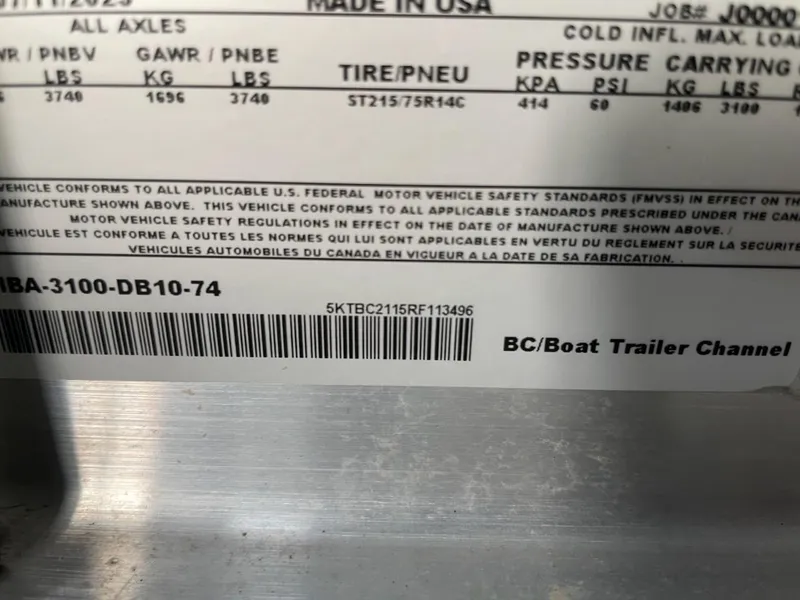 MADE IN USA JOB# J0000
ALL AXLES COLD INFL. MAX. LOA
/ PNBV GAWR / PNBE TIRE/PNEU PRESSURE CARRYING
LBS KG LBS KPA PSI KG LBS
3740 1696 3740 ST215/75R14C 414 60 1406 3100
VEHICLE CONFORMS TO ALL APPLICABLE U.S. FEDERAL MOTOR VEHICLE SAFETY STANDARDS (FMVSS) IN EFFECT ON TH
ANUFACTURE SHOWN ABOVE. THIS VEHICLE CONFORMS TO ALL APPLICABLE STANDARDS PRESCRIBED UNDER THE CAN
MOTOR VEHICLE SAFETY REGULATIONS IN EFFECT ON THE DATE OF MANUFACTURE SHOWN ABOVE. /
VEHICULE EST CONFORME A TOUTES LES NORMES QUI LUI SONT APPLICABLES EN VERTU DU REGLEMENT SUR LA SECURITE
VEHICULES AUTOMOBILES DU CANADA EN VIGUEUR A LA DATE DE SA FABRICATION.
BA-3100-DB10-74
5KTBC2115RF113496
BC/Boat Trailer Channel